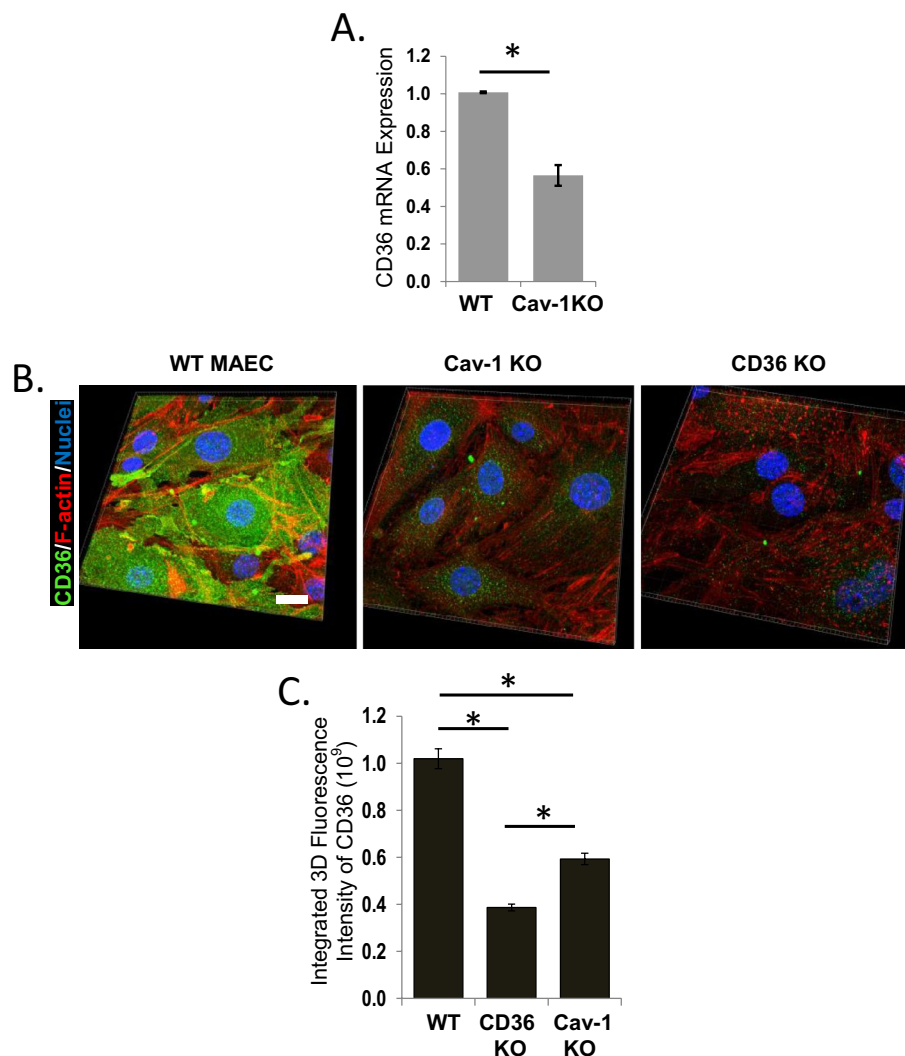 A.
*
1.2
1.0
0.8
0.6
0.4
0.2
0.0
CD36 mRNA Expression
WT Cav-1KO
B.
WT MAEC Cav-1 KO CD36 KO
CD36/F-actin/Nuclei
C.
*
*
*
1.2
1.0
0.8
0.6
0.4
0.2
0.0
Integrated 3D Fluorescence
Intensity of CD36 (10⁹)
WT CD36 Cav-1
KO KO